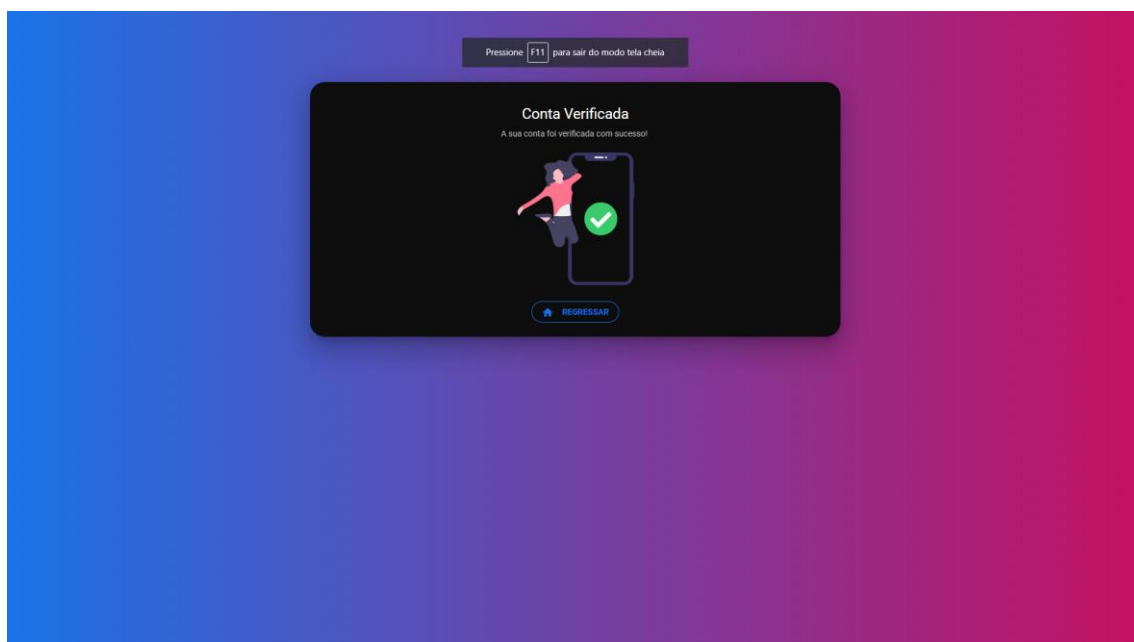 Pressione F11 para sair do modo tela cheia
Conta Verificada
A sua conta foi verificada com sucesso!
REGRESSAR